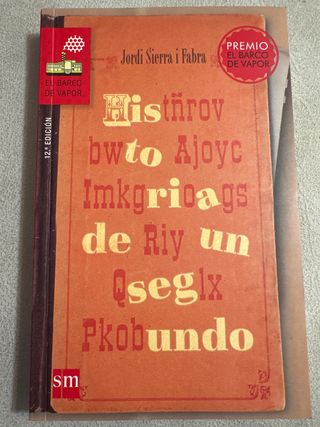 Jordi Sierra i Fabra
PREMIO
EL BARCO
DE VAPOR
EL BARCO
DE VAPOR
12.ª EDICIÓN
Histñrov
bwto Ajoyc
Imkgrioags
de Riy un
Qseglx
Pkobundo
sm